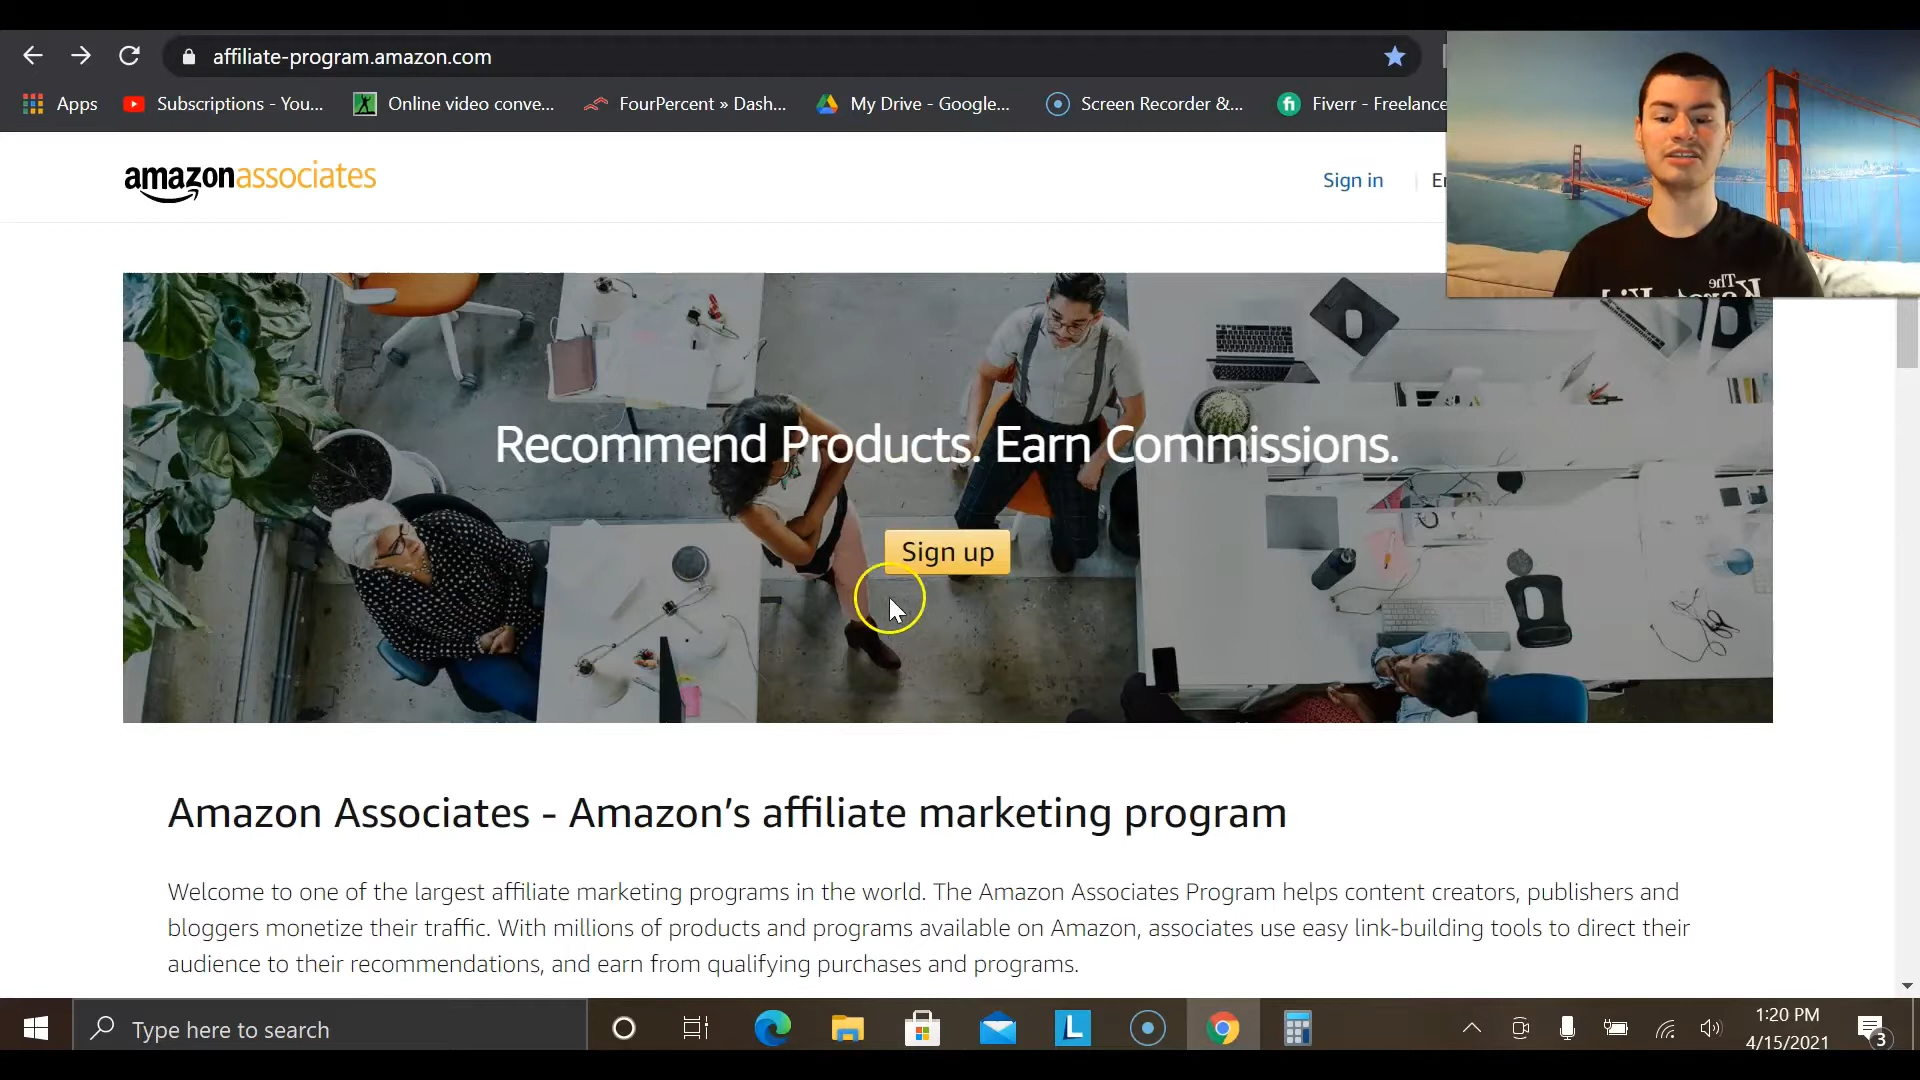 affiliate-program.amazon.com
Apps
Subscriptions - You...
Online video conve...
FourPercent » Dash...
My Drive - Google...
Screen Recorder &...
Fiverr - Freelance
amazonassociates
Sign in
The
Recommend Products. Earn Commissions.
Sign up
Amazon Associates - Amazon's affiliate marketing program
Welcome to one of the largest affiliate marketing programs in the world. The Amazon Associates Program helps content creators, publishers and
bloggers monetize their traffic. With millions of products and programs available on Amazon, associates use easy link-building tools to direct their
audience to their recommendations, and earn from qualifying purchases and programs.
Type here to search
1:20 PM
4/15/2021
3